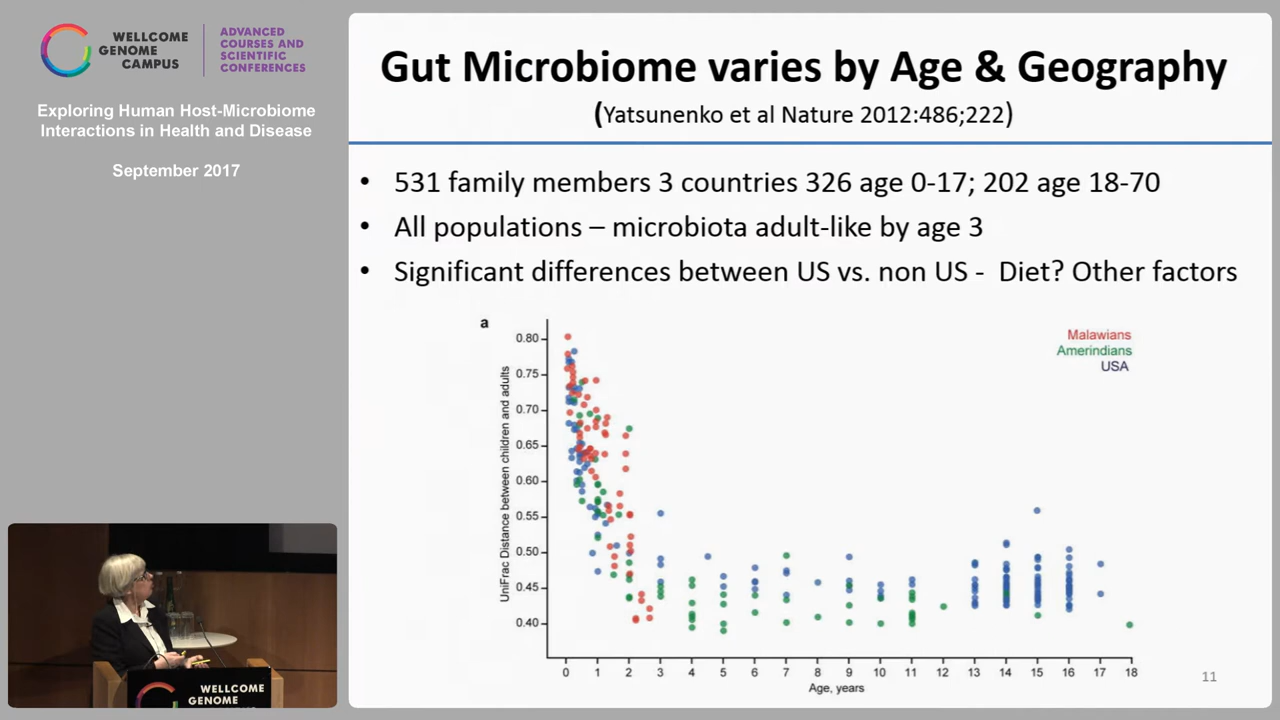 WELLCOME
GENOME
CAMPUS
ADVANCED
COURSES AND
SCIENTIFIC
CONFERENCES
Exploring Human Host-Microbiome
Interactions in Health and Disease
September 2017
Gut Microbiome varies by Age & Geography
(Yatsunenko et al Nature 2012:486;222)
• 531 family members 3 countries 326 age 0-17; 202 age 18-70
• All populations – microbiota adult-like by age 3
• Significant differences between US vs. non US - Diet? Other factors
a
Malawians
Amerindians
USA
UniFrac Distance between children and adults
0.80
0.75
0.70
0.65
0.60
0.55
0.50
0.45
0.40
0 1 2 3 4 5 6 7 8 9 10 11 12 13 14 15 16 17 18
Age, years
11
WELLCOME
GENOME